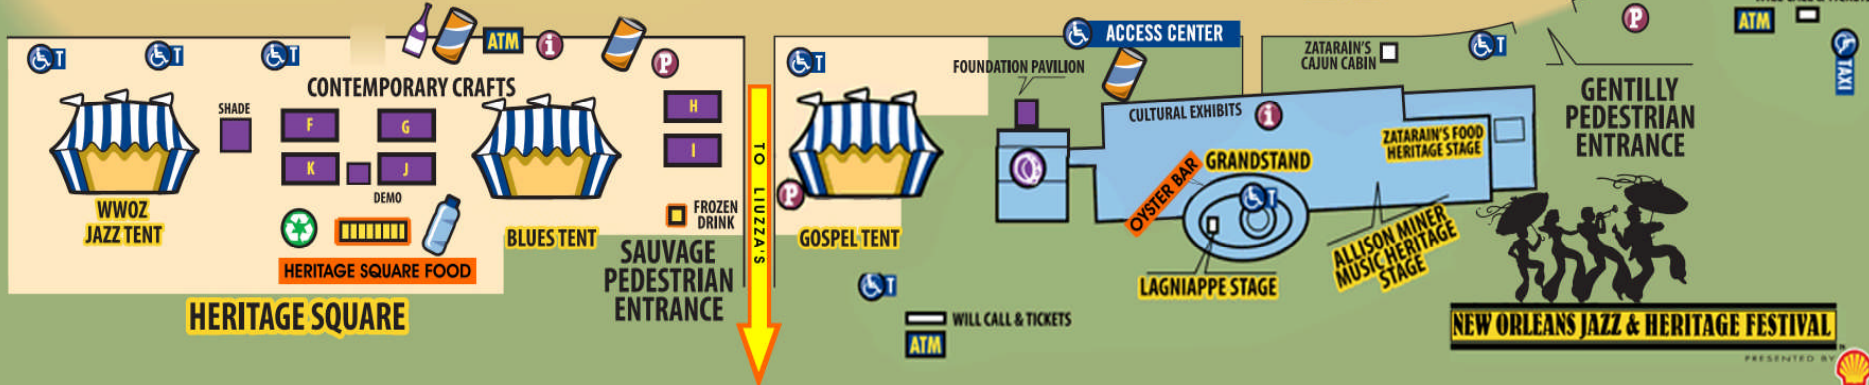 WILL CALL & TICKETS
ATM
P
TAXI
T
T
T
ATM
i
P
T
ACCESS CENTER
FOUNDATION PAVILION
ZATARAIN'S
CAJUN CABIN
T
GENTILLY
PEDESTRIAN
ENTRANCE
CONTEMPORARY CRAFTS
SHADE
F
G
K
J
DEMO
H
I
TO LIUZZA'S
P
CULTURAL EXHIBITS
i
ZATARAIN'S FOOD
HERITAGE STAGE
GRANDSTAND
OYSTER BAR
T
WWOZ
JAZZ TENT
BLUES TENT
FROZEN
DRINK
GOSPEL TENT
ALLISON MINER
MUSIC HERITAGE
STAGE
HERITAGE SQUARE FOOD
SAUVAGE
PEDESTRIAN
ENTRANCE
T
LAGNIAPPE STAGE
HERITAGE SQUARE
WILL CALL & TICKETS
ATM
NEW ORLEANS JAZZ & HERITAGE FESTIVAL
PRESENTED BY